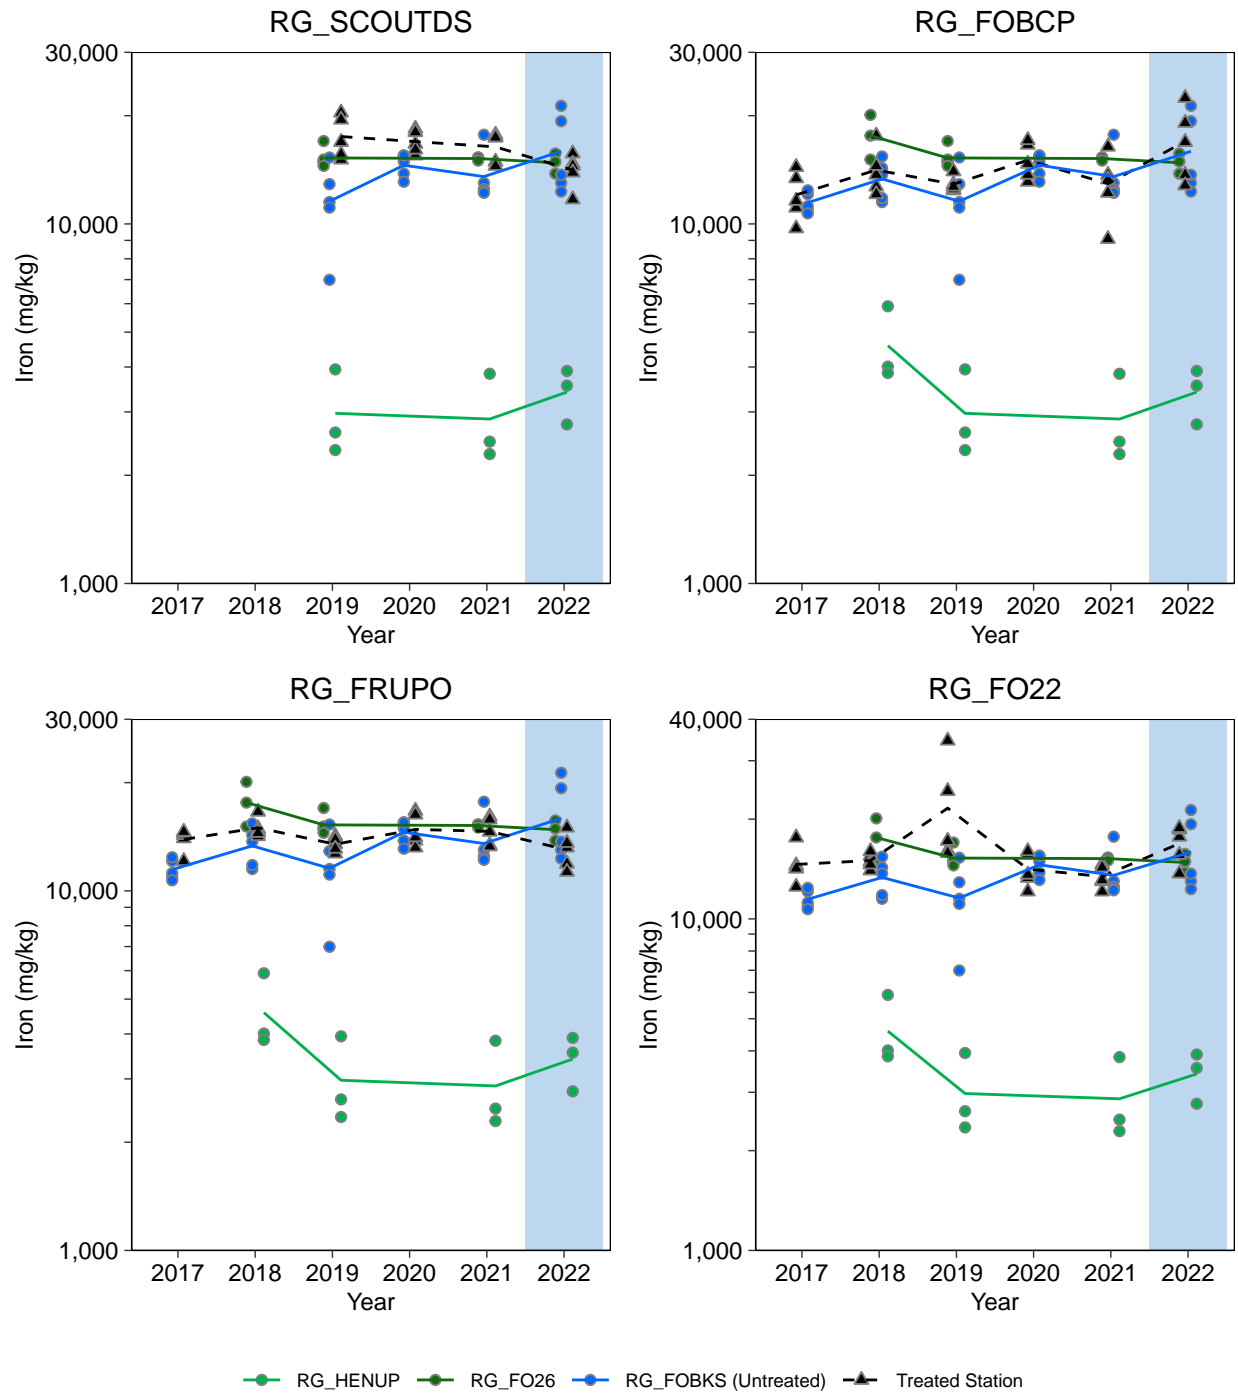 RG_SCOUTDS
30,000
10,000
1,000
Iron (mg/kg)
2017 2018 2019 2020 2021 2022
Year
RG_FOBCP
30,000
10,000
1,000
Iron (mg/kg)
2017 2018 2019 2020 2021 2022
Year
RG_FRUPO
30,000
10,000
1,000
Iron (mg/kg)
2017 2018 2019 2020 2021 2022
Year
RG_FO22
40,000
10,000
1,000
Iron (mg/kg)
2017 2018 2019 2020 2021 2022
Year
RG_HENUP RG_FO26 RG_FOBKS (Untreated) Treated Station